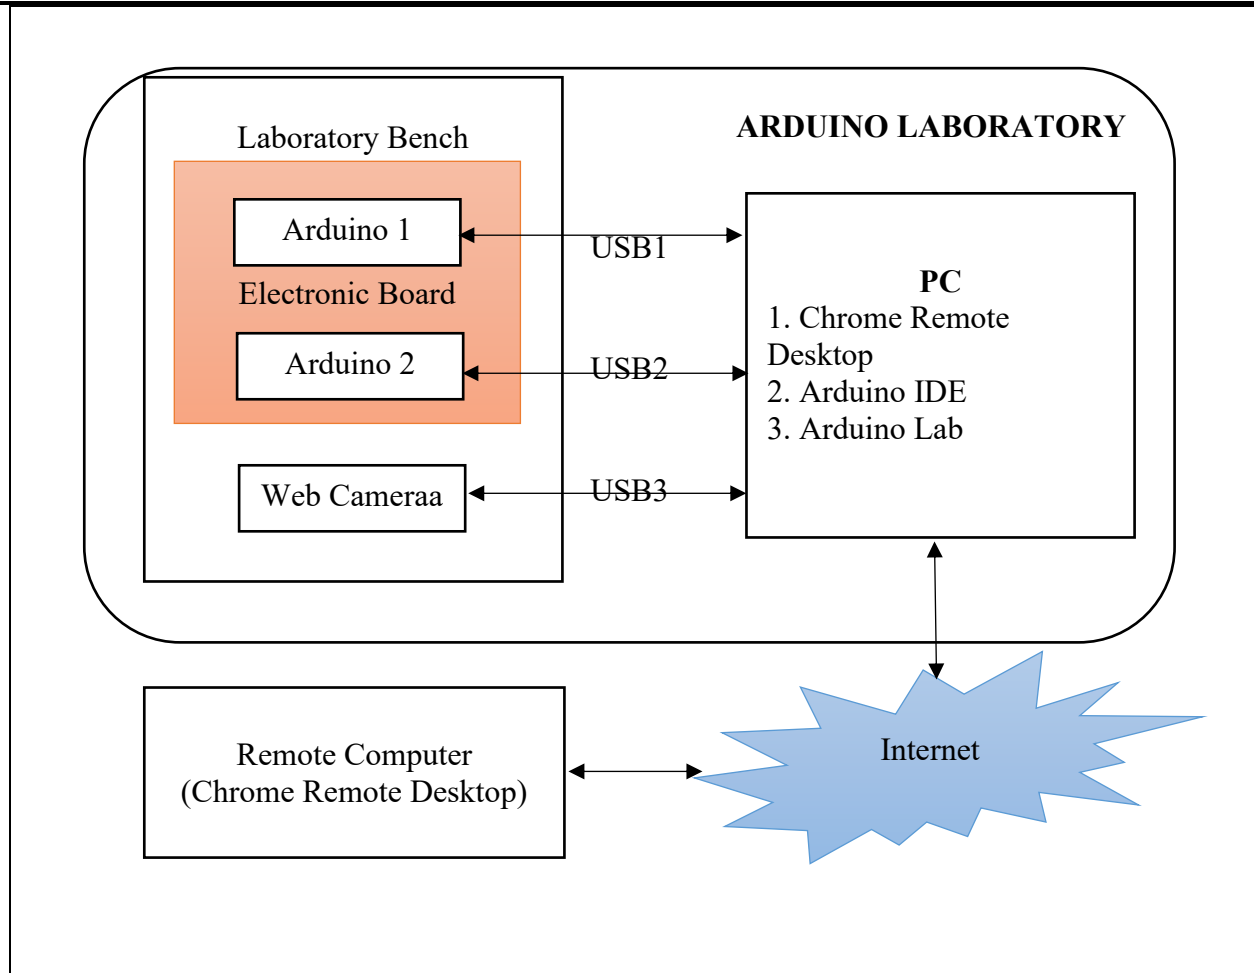 ARDUINO LABORATORY
Laboratory Bench
Arduino 1
Electronic Board
Arduino 2
Web Cameraa
USB1
USB2
USB3
PC
1. Chrome Remote
Desktop
2. Arduino IDE
3. Arduino Lab
Remote Computer
(Chrome Remote Desktop)
Internet